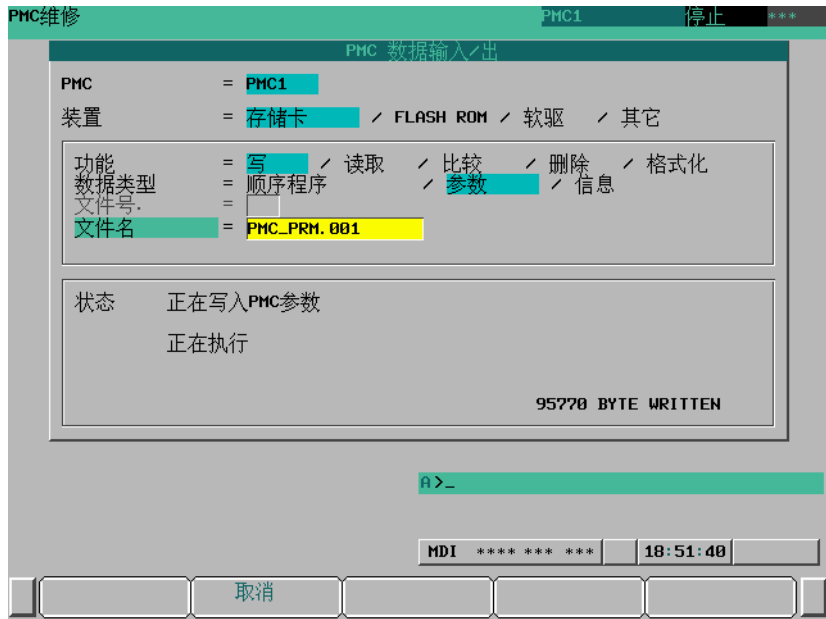 PMC维修 PMC1 停止 ***
PMC 数据输入/出
PMC = PMC1
装置 = 存储卡 / FLASH ROM / 软驱 / 其它
功能 = 写 / 读取 / 比较 / 删除 / 格式化
数据类型 = 顺序程序 / 参数 / 信息
文件号. =
文件名 = PMC_PRM.001
状态 正在写入PMC参数
正在执行
95770 BYTE WRITTEN
A>_
MDI **** *** *** 18:51:40
取消